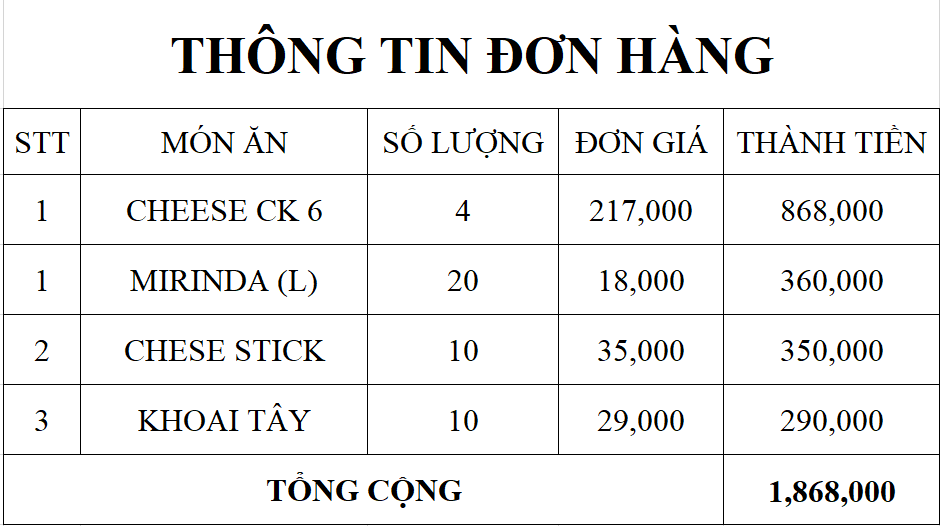 THÔNG TIN ĐƠN HÀNG
STT MÓN ĂN SỐ LƯỢNG ĐƠN GIÁ THÀNH TIỀN
1 CHEESE CK 6 4 217,000 868,000
1 MIRINDA (L) 20 18,000 360,000
2 CHESE STICK 10 35,000 350,000
3 KHOAI TÂY 10 29,000 290,000
TỔNG CỘNG 1,868,000